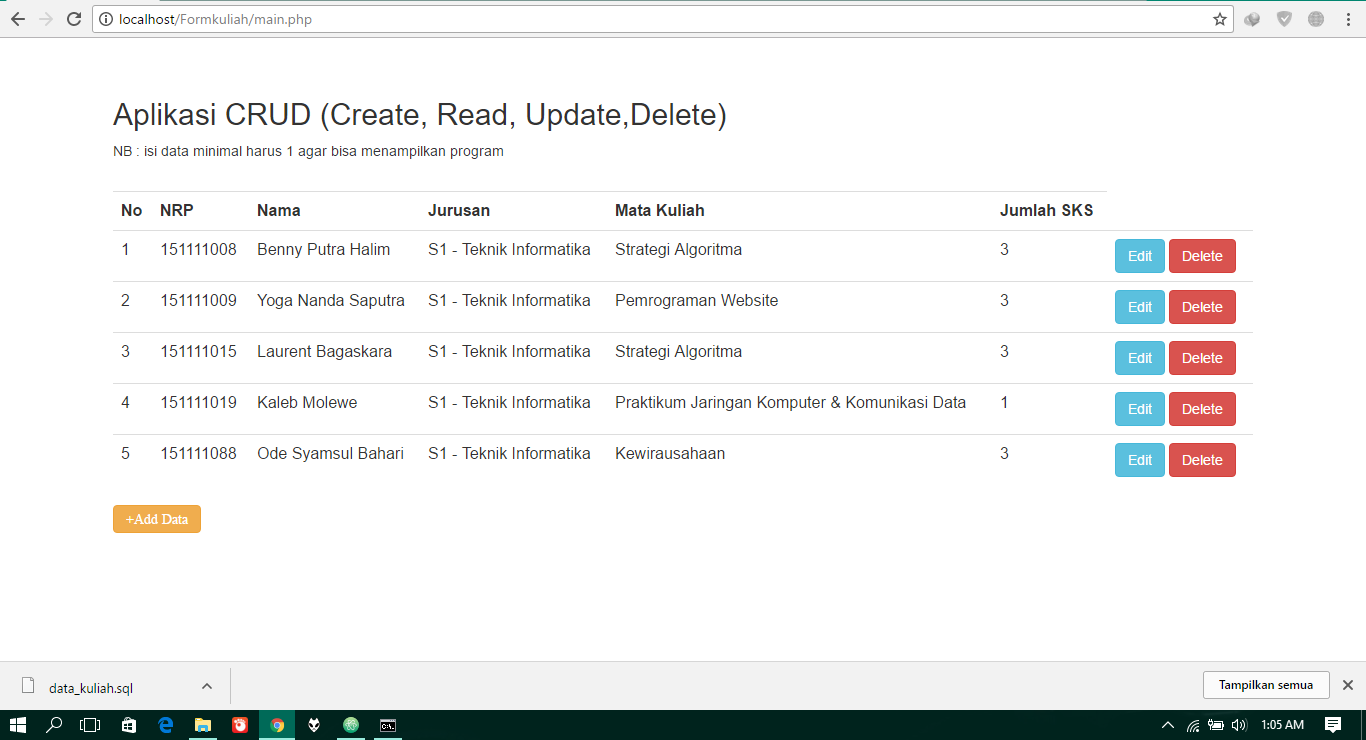 localhost/Formkuliah/main.php
Aplikasi CRUD (Create, Read, Update,Delete)
NB : isi data minimal harus 1 agar bisa menampilkan program
No NRP Nama Jurusan Mata Kuliah Jumlah SKS
1 151111008 Benny Putra Halim S1 - Teknik Informatika Strategi Algoritma 3 Edit Delete
2 151111009 Yoga Nanda Saputra S1 - Teknik Informatika Pemrograman Website 3 Edit Delete
3 151111015 Laurent Bagaskara S1 - Teknik Informatika Strategi Algoritma 3 Edit Delete
4 151111019 Kaleb Molewe S1 - Teknik Informatika Praktikum Jaringan Komputer & Komunikasi Data 1 Edit Delete
5 151111088 Ode Syamsul Bahari S1 - Teknik Informatika Kewirausahaan 3 Edit Delete
+Add Data
data_kuliah.sql Tampilkan semua
1:05 AM